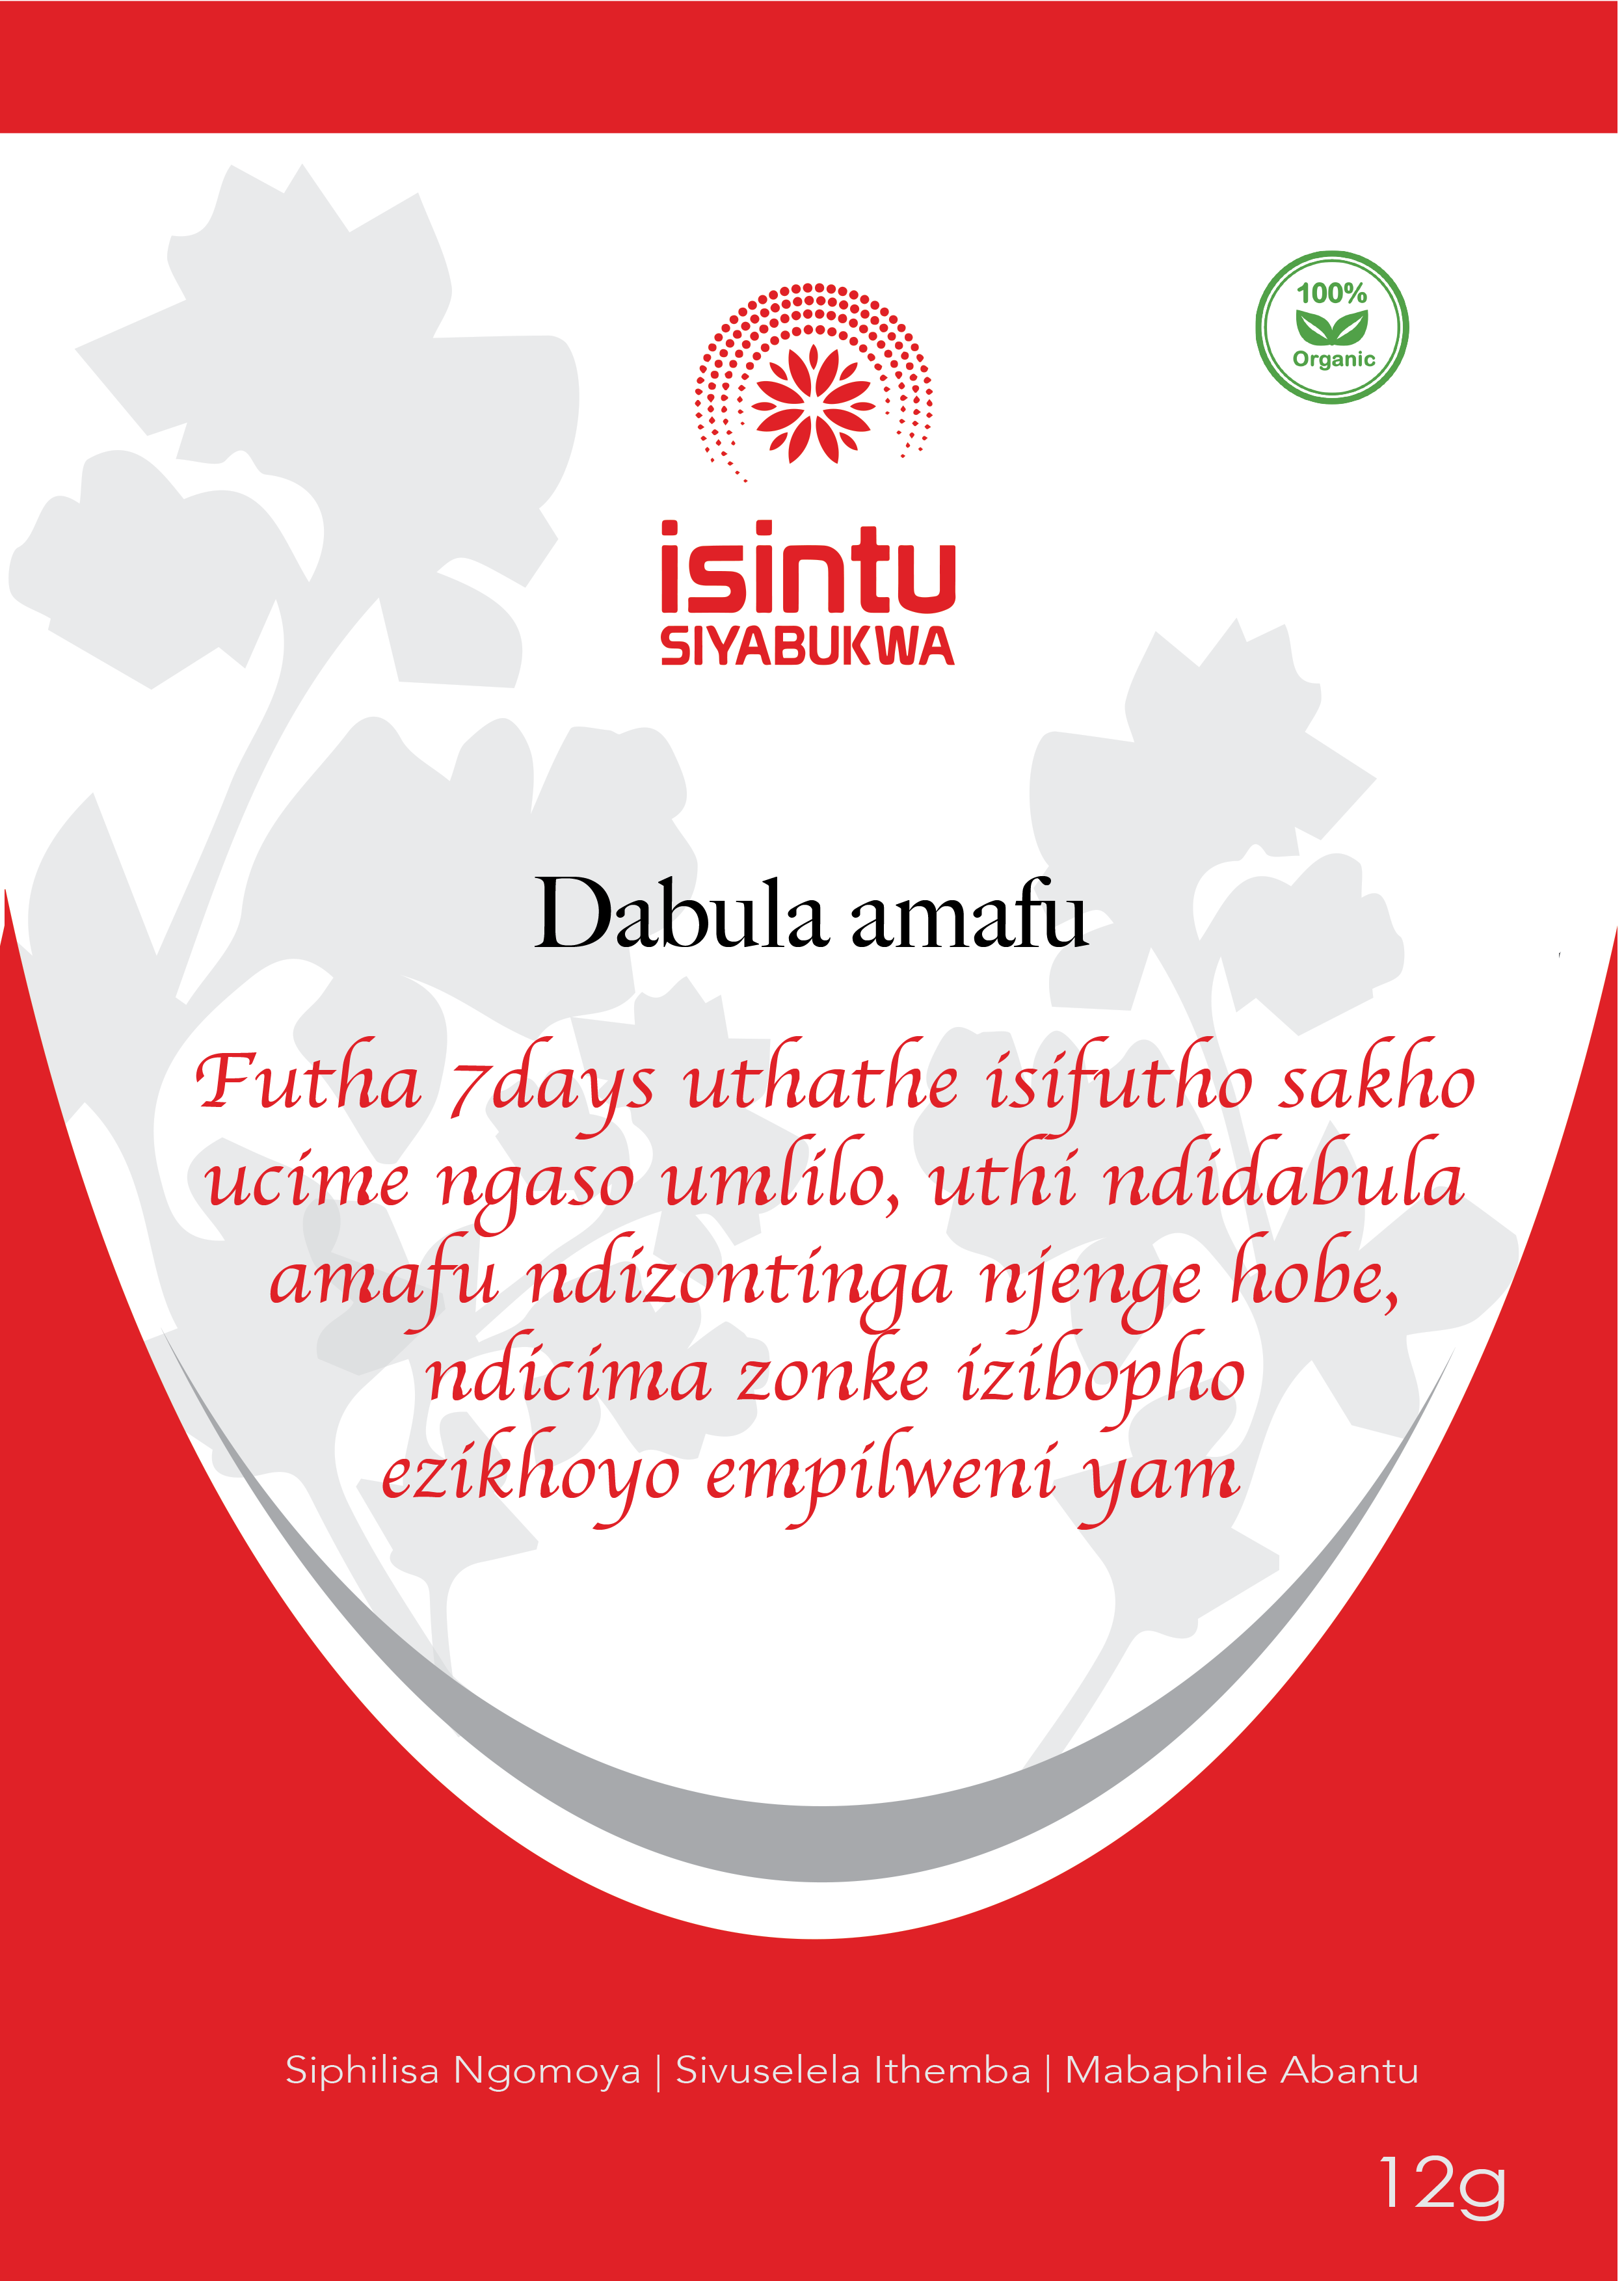 100%
Organic
isintu
SIYABUKWA
Dabula amafu
Futha 7days uthathe isifutho sakho
ucime ngaso umlilo, uthi ndidabula
amafu ndizontinga njenge hobe,
ndicima zonke izibopho
ezikhoyo empilweni yam
Siphilisa Ngomoya | Sivuselela Ithemba | Mabaphile Abantu
12g